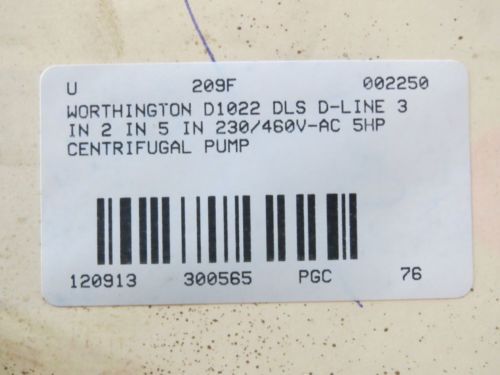 U 209F 002250
WORTHINGTON D1022 DLS D-LINE 3
IN 2 IN 5 IN 230/460V-AC 5HP
CENTRIFUGAL PUMP
120913 300565 PGC 76